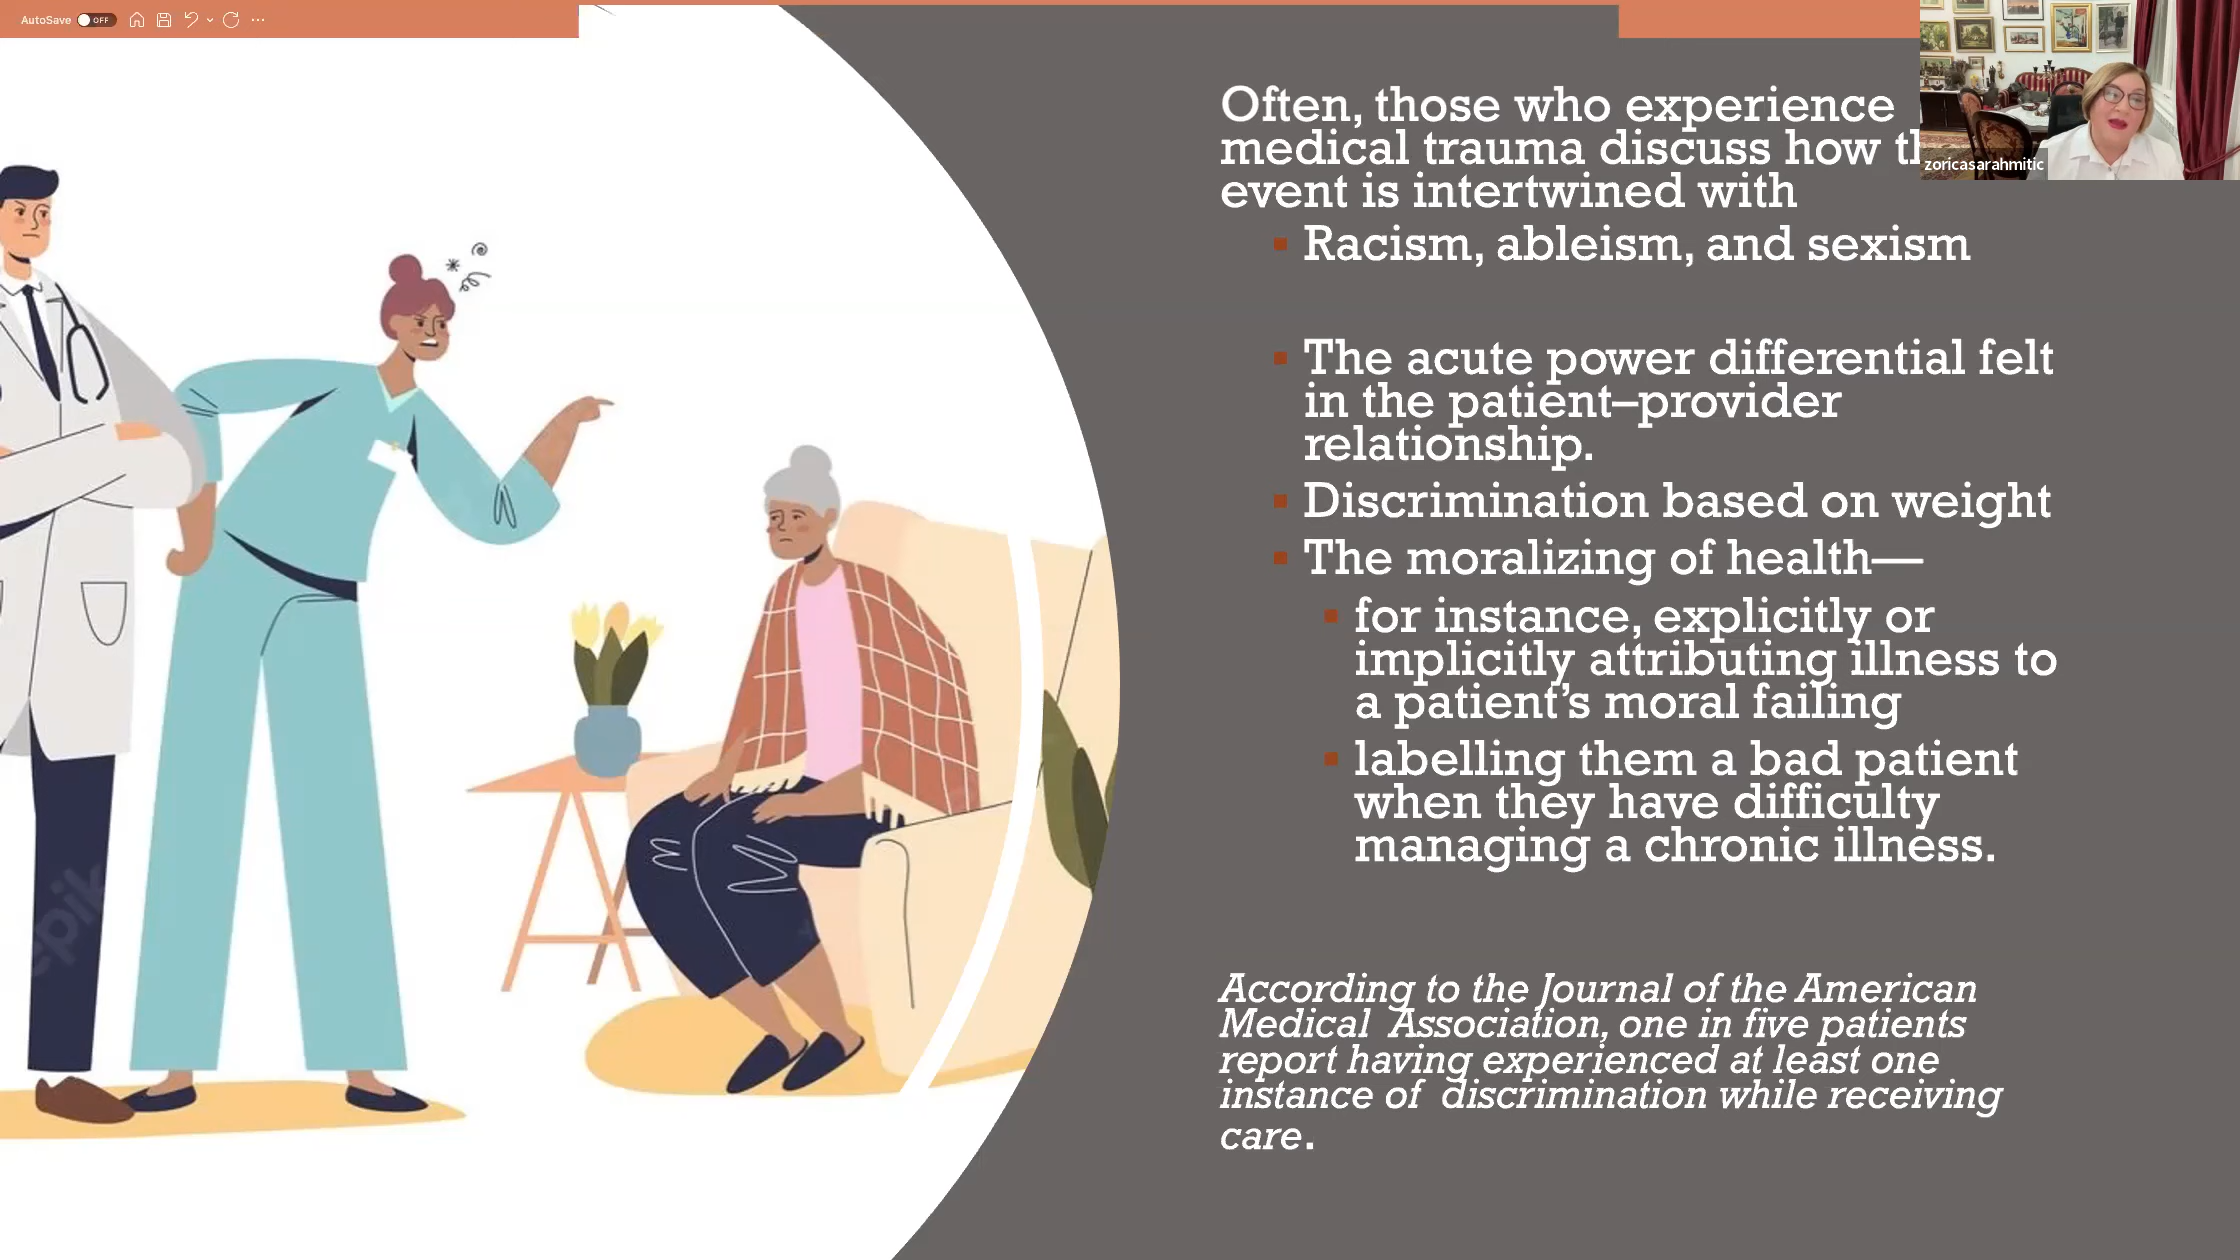 AutoSave OFF
Often, those who experience
medical trauma discuss how
event is intertwined with
Racism, ableism, and sexism
The acute power differential felt
in the patient–provider
relationship.
Discrimination based on weight
The moralizing of health—
for instance, explicitly or
implicitly attributing illness to
a patient’s moral failing
labelling them a bad patient
when they have difficulty
managing a chronic illness.
According to the Journal of the American
Medical Association, one in five patients
report having experienced at least one
instance of discrimination while receiving
care.
zoricasarahmitic